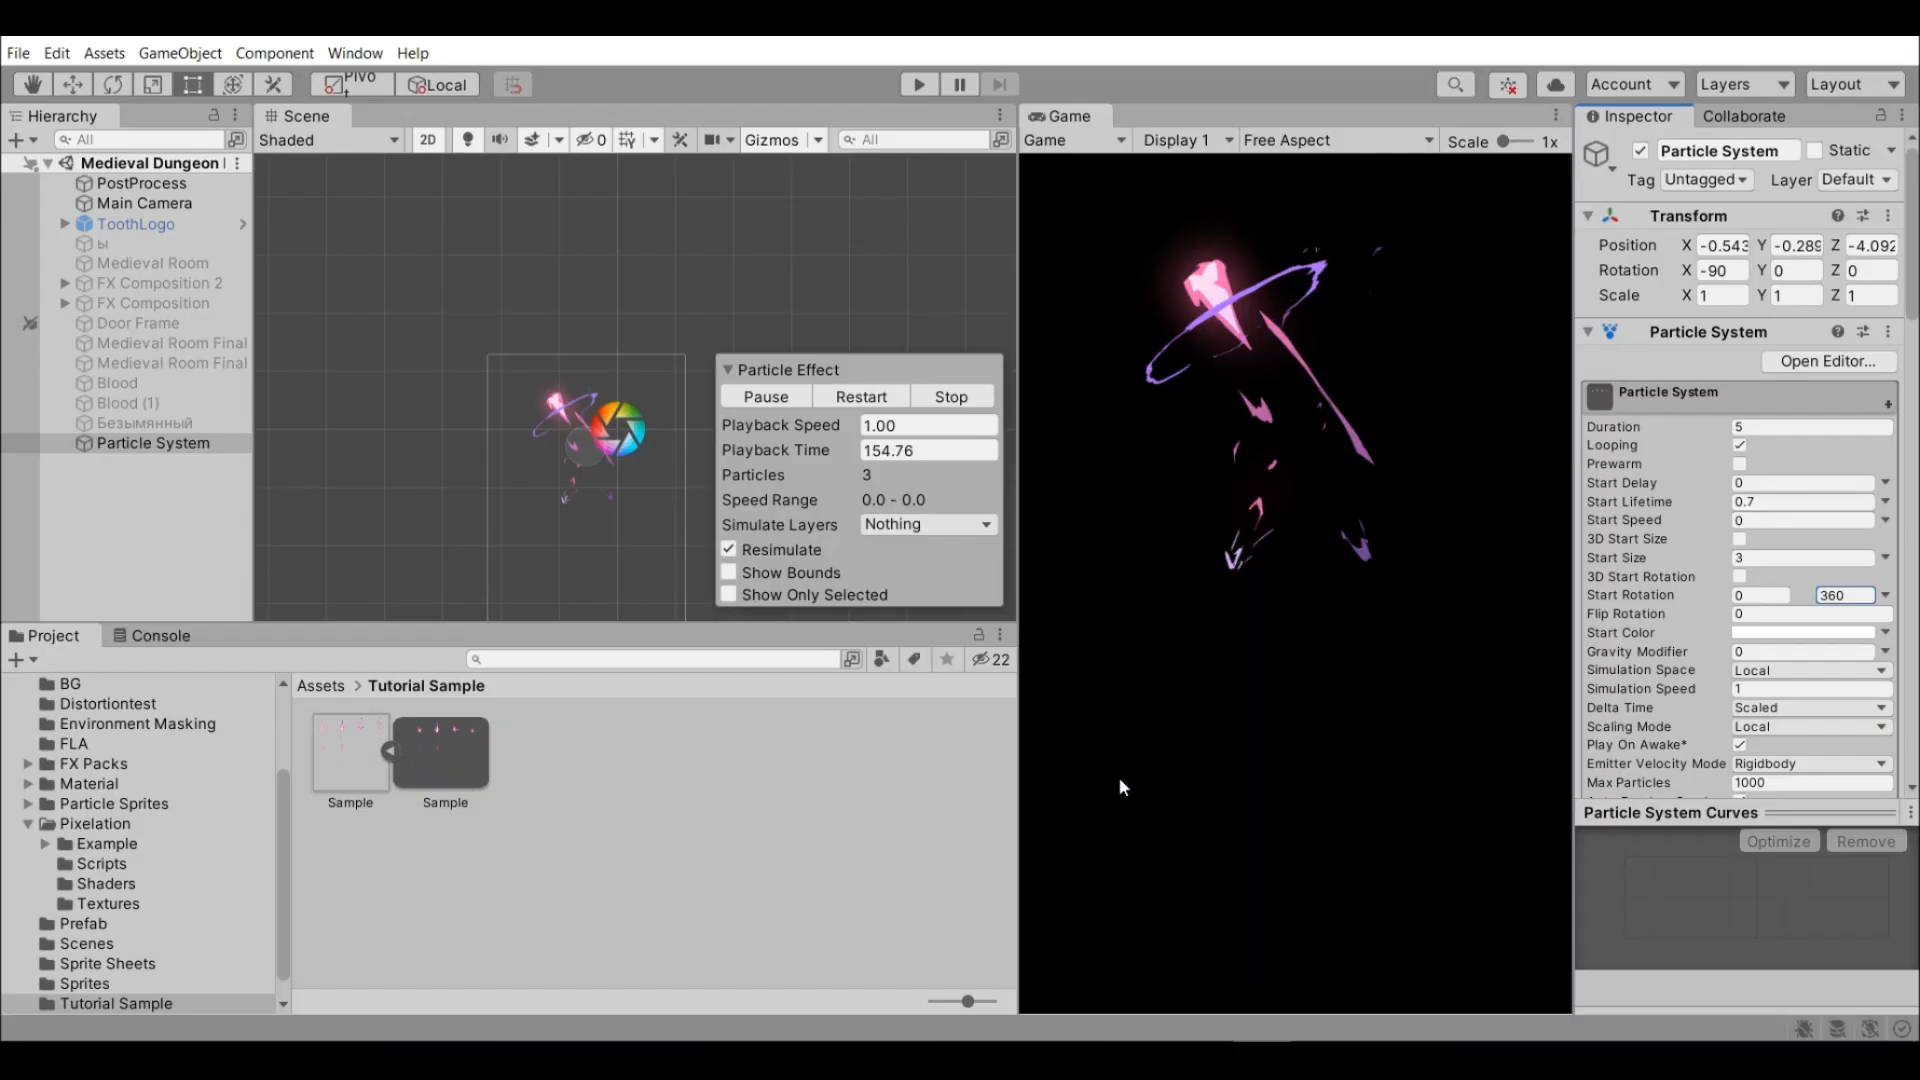 File Edit Assets GameObject Component Window Help
Local
Account Layers Layout
Hierarchy
All
Medieval Dungeon
PostProcess
Main Camera
ToothLogo
ы
Medieval Room
FX Composition 2
FX Composition
Door Frame
Medieval Room Final
Medieval Room Final
Blood
Blood (1)
Безымянный
Particle System
Scene
Shaded 2D 0 Gizmos All
Particle Effect
Pause Restart Stop
Playback Speed 1.00
Playback Time 154.76
Particles 3
Speed Range 0.0 - 0.0
Simulate Layers Nothing
Resimulate
Show Bounds
Show Only Selected
Game
Game Display 1 Free Aspect Scale 1x
Project Console
22
BG
Distortiontest
Environment Masking
FLA
FX Packs
Material
Particle Sprites
Pixelation
Example
Scripts
Shaders
Textures
Prefab
Scenes
Sprite Sheets
Sprites
Tutorial Sample
Assets > Tutorial Sample
Sample Sample
Inspector Collaborate
Particle System Static
Tag Untagged Layer Default
Transform
Position X -0.543 Y -0.289 Z -4.092
Rotation X -90 Y 0 Z 0
Scale X 1 Y 1 Z 1
Particle System
Open Editor...
Particle System
Duration 5
Looping
Prewarm
Start Delay 0
Start Lifetime 0.7
Start Speed 0
3D Start Size
Start Size 3
3D Start Rotation
Start Rotation 0 360
Flip Rotation 0
Start Color
Gravity Modifier 0
Simulation Space Local
Simulation Speed 1
Delta Time Scaled
Scaling Mode Local
Play On Awake*
Emitter Velocity Mode Rigidbody
Max Particles 1000
Particle System Curves
Optimize Remove